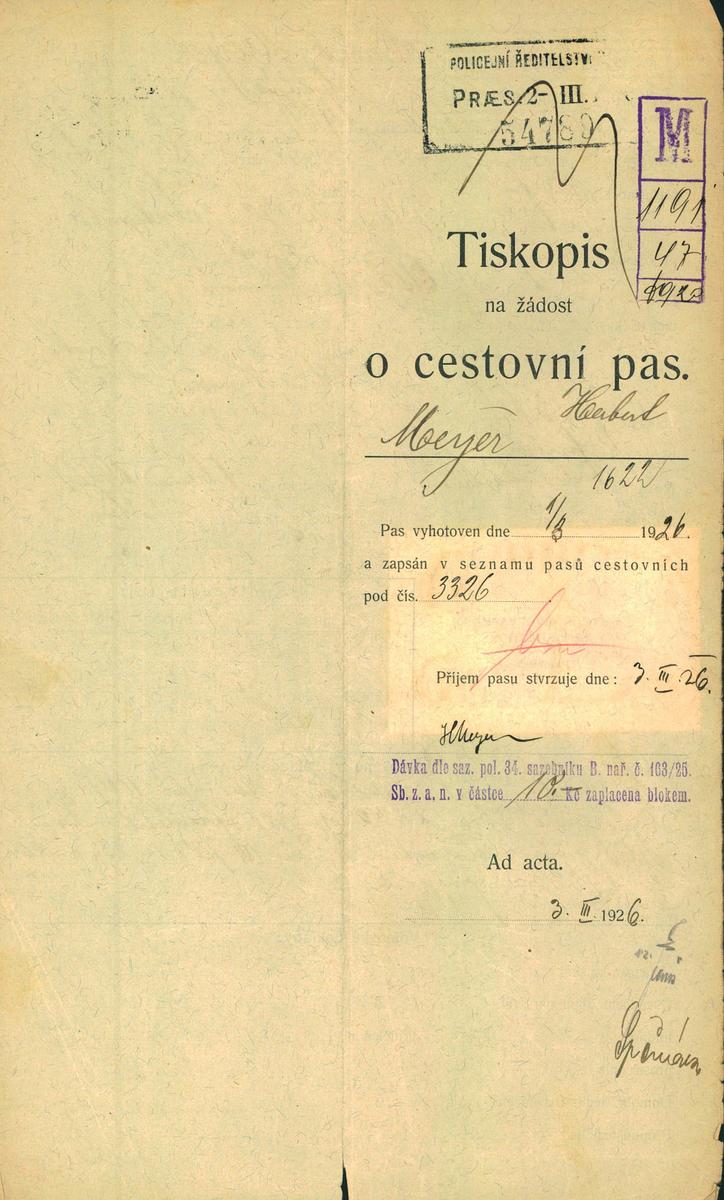 POLICEJNÍ ŘEDITELSTVÍ
PRÆS. 2- III.
54789
M
1191
47
Tiskopis
na žádost
o cestovní pas.
Meyer Herbert
1622
Pas vyhotoven dne 1/3 1926.
a zapsán v seznamu pasů cestovních
pod čís. 3326
Příjem pasu stvrzuje dne: 3. III. 26.
HMeyer
Dávka dle saz. pol. 34. sazebníku B. nař. č. 163/25.
Sb. z. a. n. v částce 10.- Kč zaplacena blokem.
Ad acta.
3. III. 1926.